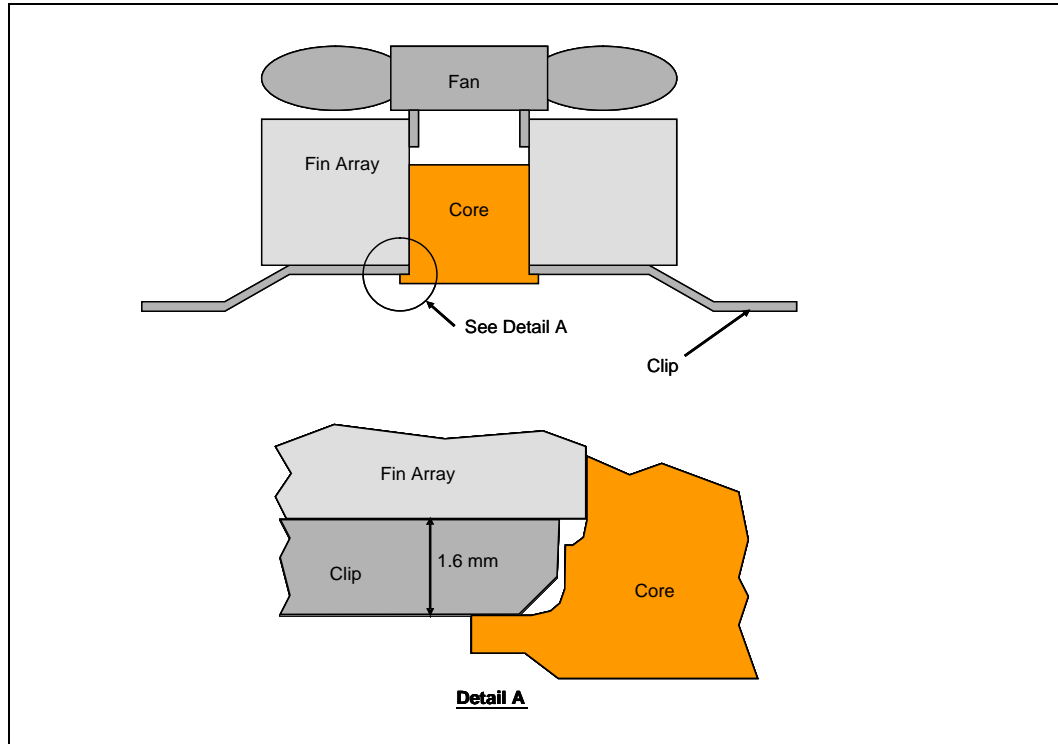 Fan
Fin Array
Core
See Detail A
Clip
Fin Array
Clip
1.6 mm
Core
Detail A